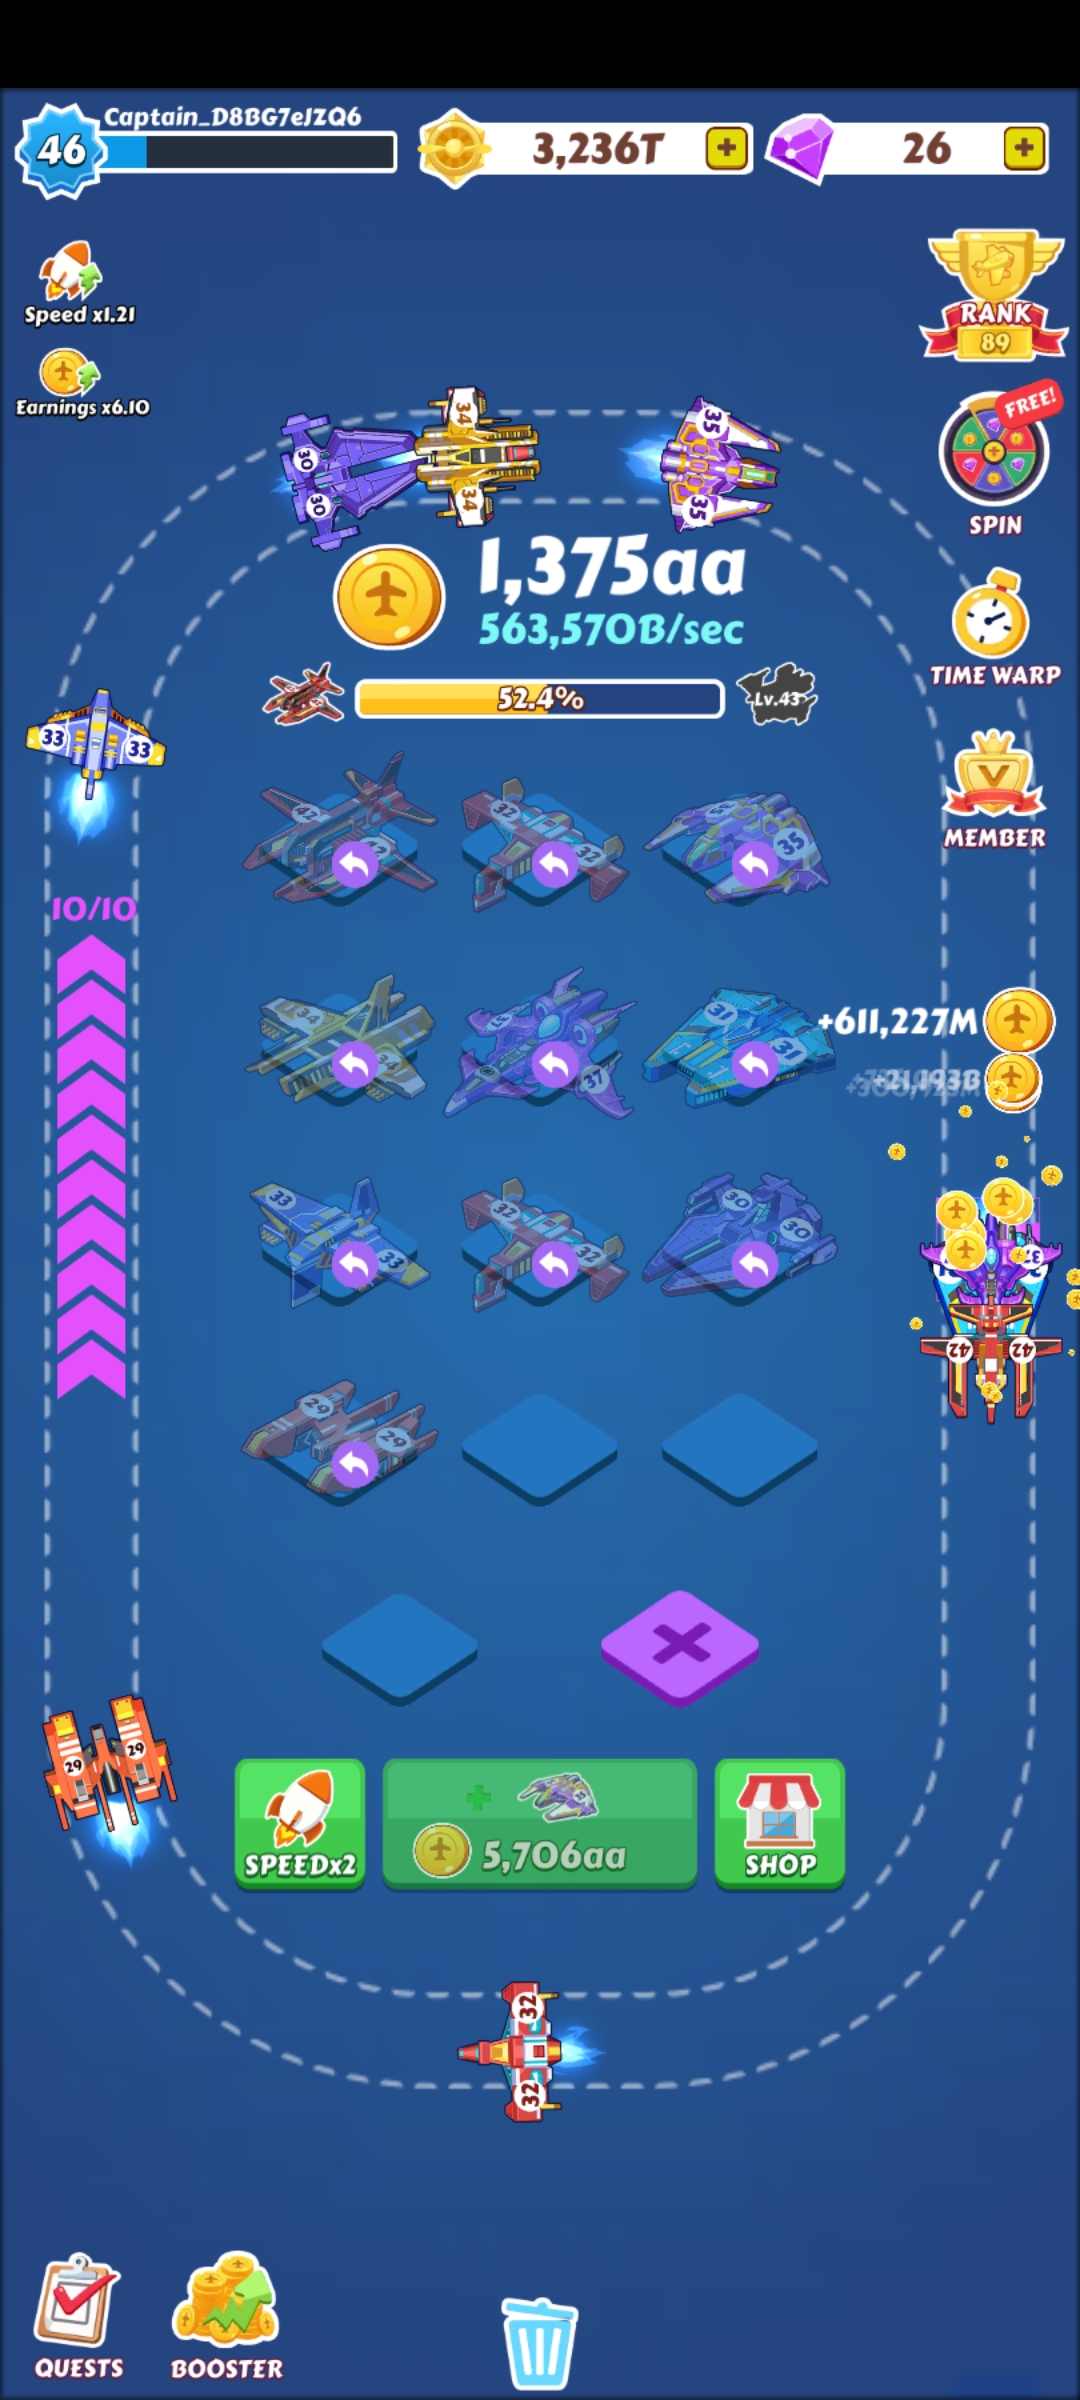 Captain_D8BG7eJZQ6
46
3,236T
26
Speed x1.21
Earnings x6.10
RANK
89
FREE!
SPIN
TIME WARP
MEMBER
34
34
30
30
35
35
1,375aa
563,570B/sec
52.4%
Lv.43
33
33
42
42
32
32
35
35
10/10
34
34
37
31
31
+611,227M
+21,193B
33
33
32
32
30
30
42
42
29
29
29
29
SPEEDx2
5,706aa
SHOP
32
32
QUESTS
BOOSTER